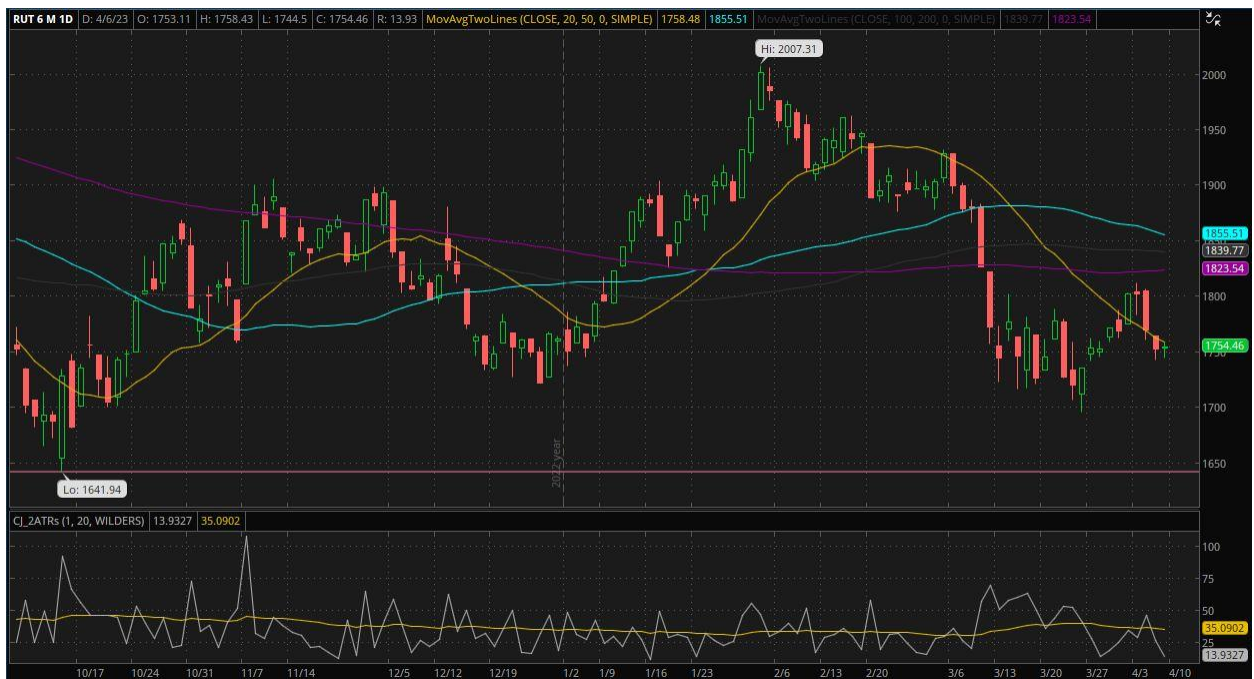 RUT 6 M 1D D: 4/6/23 O: 1753.11 H: 1758.43 L: 1744.5 C: 1754.46 R: 13.93 MovAvgTwoLines (CLOSE, 20, 50, 0, SIMPLE) 1758.48 1855.51 MovAvgTwoLines (CLOSE, 100, 200, 0, SIMPLE) 1839.77 1823.54
Hi: 2007.31
2000
1950
1900
1855.51
1839.77
1823.54
1800
1754.46
1700
1650
2022 year
Lo: 1641.94
CJ_2ATRs (1, 20, WILDERS) 13.9327 35.0902
100
75
50
35.0902
25
13.9327
10/17 10/24 10/31 11/7 11/14 12/5 12/12 12/19 1/2 1/9 1/16 1/23 2/6 2/13 2/20 3/6 3/13 3/20 3/27 4/3 4/10